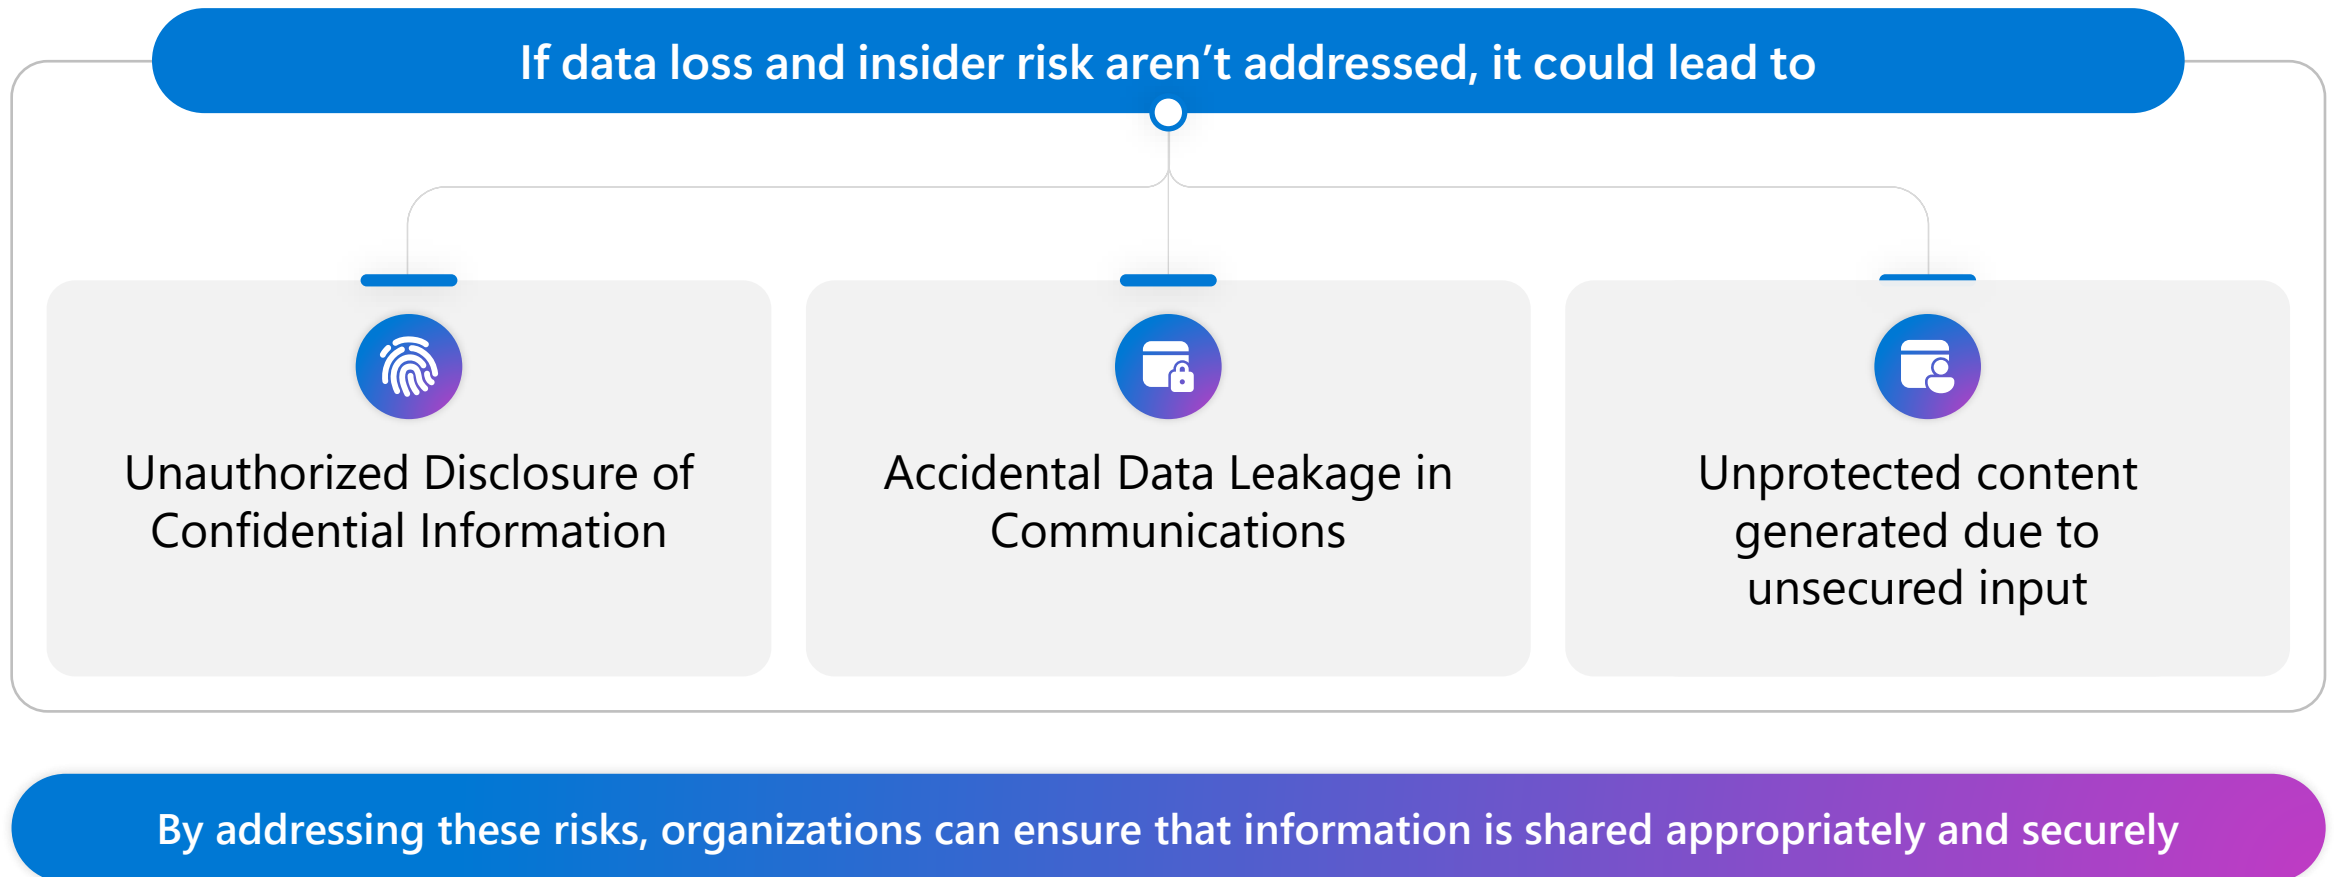 If data loss and insider risk aren’t addressed, it could lead to
Unauthorized Disclosure of
Confidential Information
Accidental Data Leakage in
Communications
Unprotected content
generated due to
unsecured input
By addressing these risks, organizations can ensure that information is shared appropriately and securely